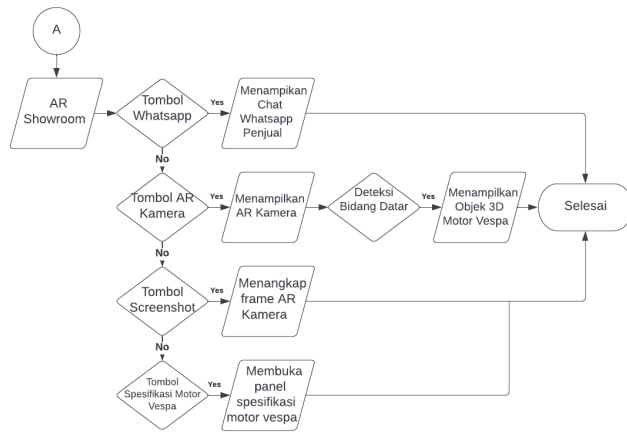 A
AR
Showroom
Tombol
Whatsapp
Yes
Menampikan
Chat
Whatsapp
Penjual
No
Tombol AR
Kamera
Yes
Menampilkan
AR Kamera
Deteksi
Bidang Datar
Yes
Menampilkan
Objek 3D
Motor Vespa
Selesai
No
Tombol
Screenshot
Yes
Menangkap
frame AR
Kamera
No
Tombol
Spesifikasi Motor
Vespa
Yes
Membuka
panel
spesifikasi
motor vespa